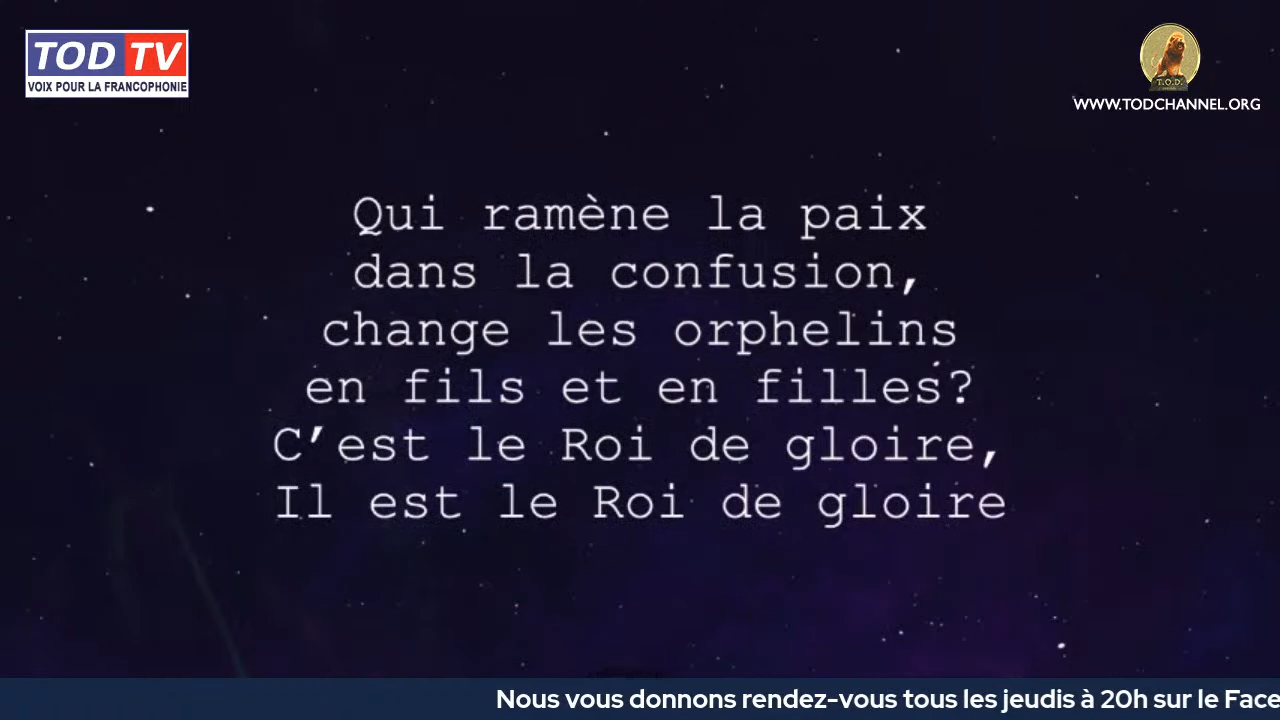 TOD TV
VOIX POUR LA FRANCOPHONIE
T.O.D.
WWW.TODCHANNEL.ORG
Qui ramène la paix
dans la confusion,
change les orphelins
en fils et en filles?
C’est le Roi de gloire,
Il est le Roi de gloire
Nous vous donnons rendez-vous tous les jeudis à 20h sur le Face